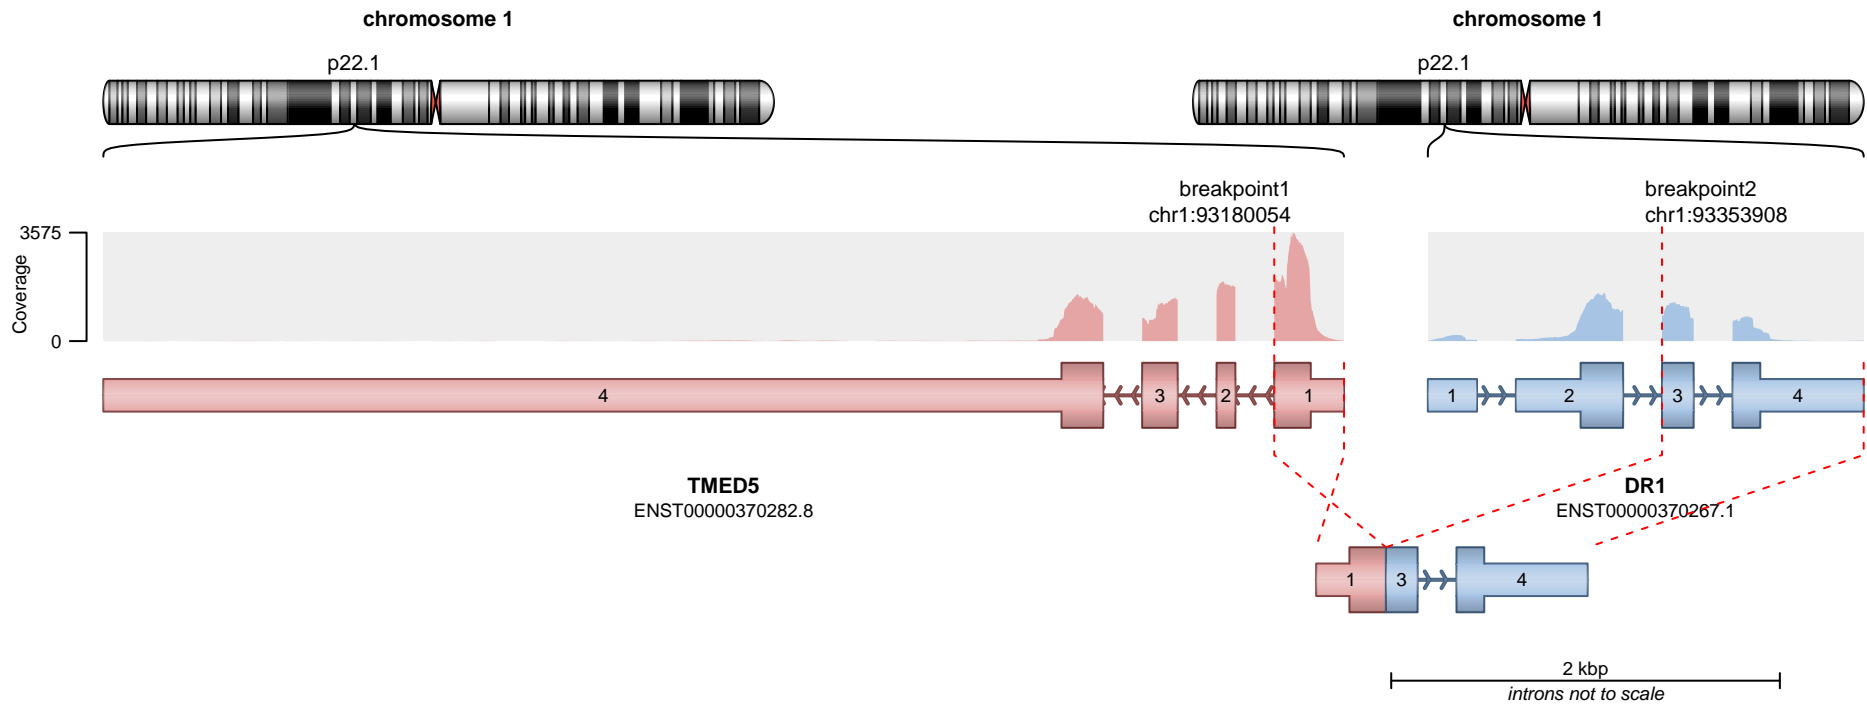 chromosome 1
chromosome 1
p22.1
p22.1
breakpoint1
chr1:93180054
breakpoint2
chr1:93353908
3575
Coverage
0
4
3
2
1
1
2
3
4
TMED5
ENST00000370282.8
DR1
ENST00000370267.1
1
3
4
2 kbp
introns not to scale